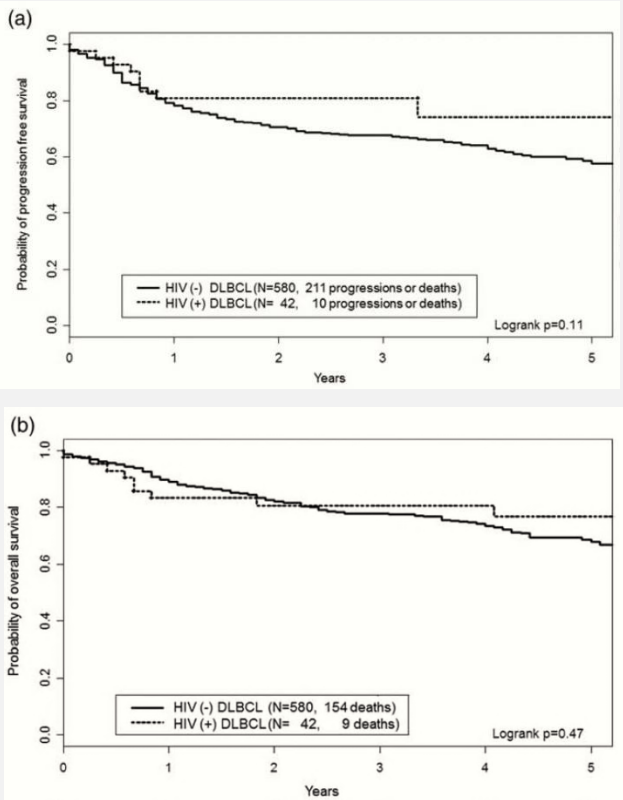 (a)
Probability of progression free survival
1.0
0.8
0.6
0.4
0.2
0.0
HIV (-) DLBCL (N=580, 211 progressions or deaths)
HIV (+) DLBCL (N= 42, 10 progressions or deaths)
Logrank p=0.11
0 1 2 3 4 5
Years
(b)
Probability of overall survival
1.0
0.8
0.6
0.4
0.2
0.0
HIV (-) DLBCL (N=580, 154 deaths)
HIV (+) DLBCL (N= 42, 9 deaths)
Logrank p=0.47
0 1 2 3 4 5
Years